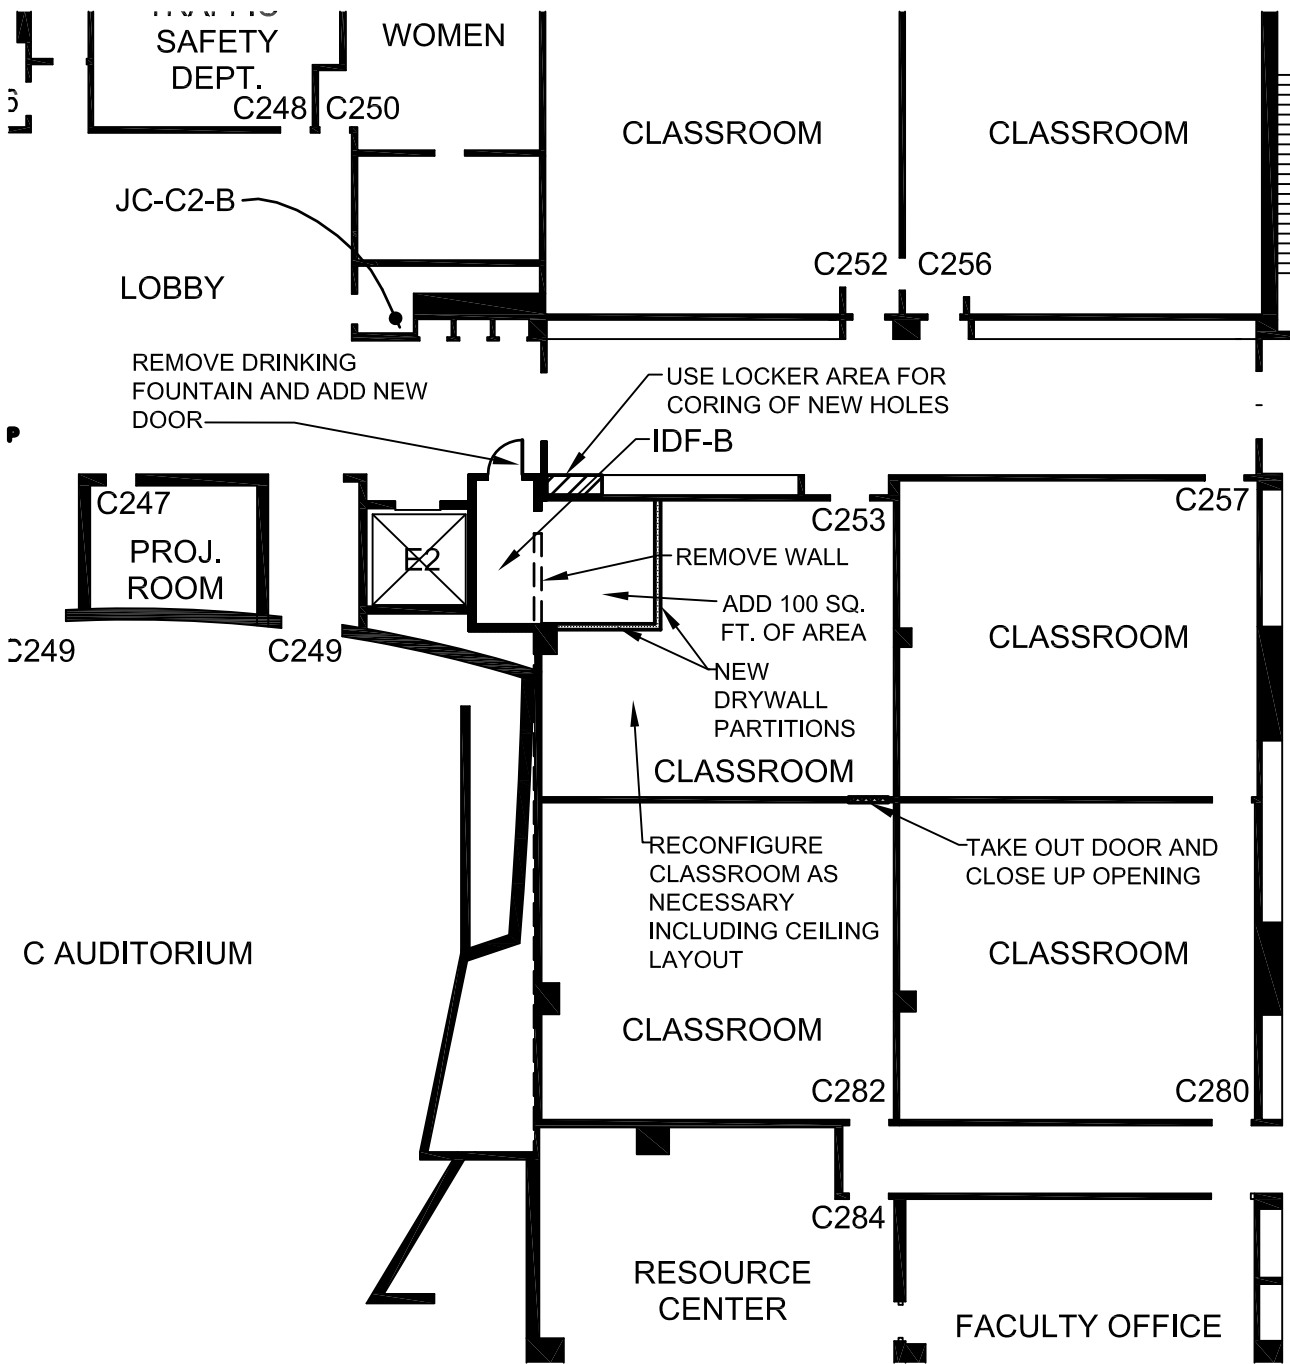 SAFETY
DEPT.
WOMEN
C248
C250
CLASSROOM
CLASSROOM
JC-C2-B
LOBBY
C252
C256
REMOVE DRINKING
FOUNTAIN AND ADD NEW
DOOR
USE LOCKER AREA FOR
CORING OF NEW HOLES
IDF-B
P
C247
PROJ.
ROOM
E2
C253
C257
REMOVE WALL
ADD 100 SQ.
FT. OF AREA
CLASSROOM
C249
C249
NEW
DRYWALL
PARTITIONS
CLASSROOM
RECONFIGURE
CLASSROOM AS
NECESSARY
INCLUDING CEILING
LAYOUT
TAKE OUT DOOR AND
CLOSE UP OPENING
C AUDITORIUM
CLASSROOM
CLASSROOM
C282
C280
C284
RESOURCE
CENTER
FACULTY OFFICE